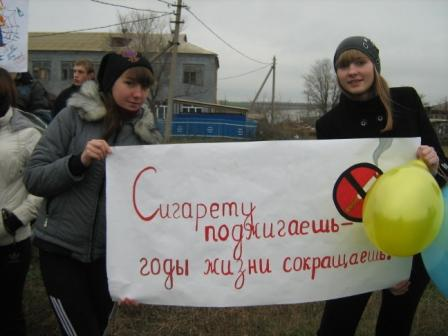 Сигарету
поджигаешь-
годы жизни сокращаешь!